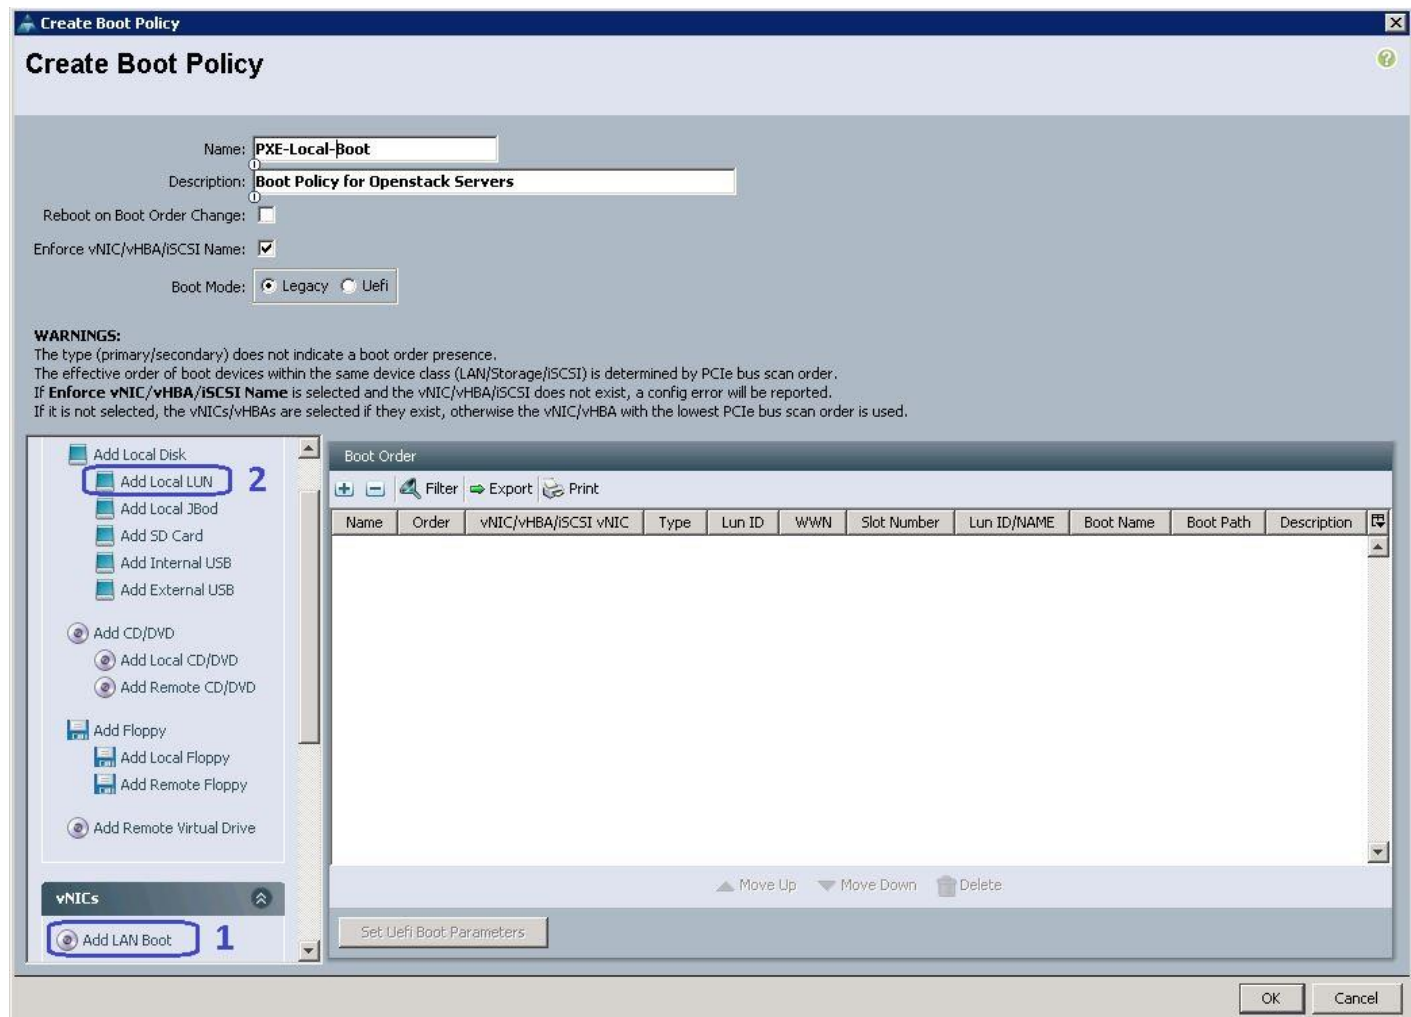 Create Boot Policy
Create Boot Policy
Name: PXE-Local-Boot
Description: Boot Policy for Openstack Servers
Reboot on Boot Order Change:
Enforce vNIC/vHBA/iSCSI Name:
Boot Mode: Legacy Uefi
WARNINGS:
The type (primary/secondary) does not indicate a boot order presence.
The effective order of boot devices within the same device class (LAN/Storage/iSCSI) is determined by PCIe bus scan order.
If Enforce vNIC/vHBA/iSCSI Name is selected and the vNIC/vHBA/iSCSI does not exist, a config error will be reported.
If it is not selected, the vNICs/vHBAs are selected if they exist, otherwise the vNIC/vHBA with the lowest PCIe bus scan order is used.
Add Local Disk
Add Local LUN 2
Add Local JBod
Add SD Card
Add Internal USB
Add External USB
Add CD/DVD
Add Local CD/DVD
Add Remote CD/DVD
Add Floppy
Add Local Floppy
Add Remote Floppy
Add Remote Virtual Drive
vNICs
Add LAN Boot 1
Boot Order
Filter Export Print
Name Order vNIC/vHBA/iSCSI vNIC Type Lun ID WWN Slot Number Lun ID/NAME Boot Name Boot Path Description
Move Up Move Down Delete
Set Uefi Boot Parameters
OK Cancel